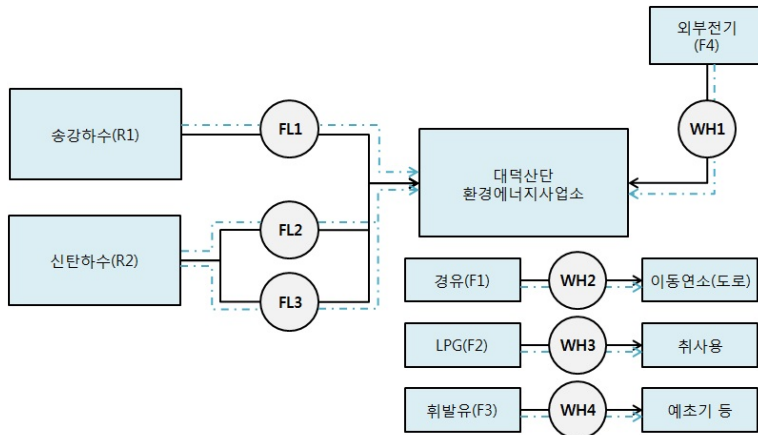 외부전기
(F4)
송강하수(R1)
FL1
WH1
대덕산단
환경에너지사업소
신탄하수(R2)
FL2
FL3
경유(F1)
WH2
이동연소(도로)
LPG(F2)
WH3
취사용
휘발유(F3)
WH4
예초기 등